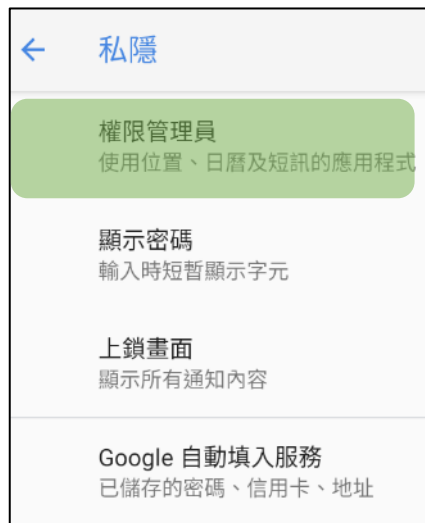 私隱
權限管理員
使用位置、日曆及短訊的應用程式
顯示密碼
輸入時短暫顯示字元
上鎖畫面
顯示所有通知內容
Google 自動填入服務
已儲存的密碼、信用卡、地址